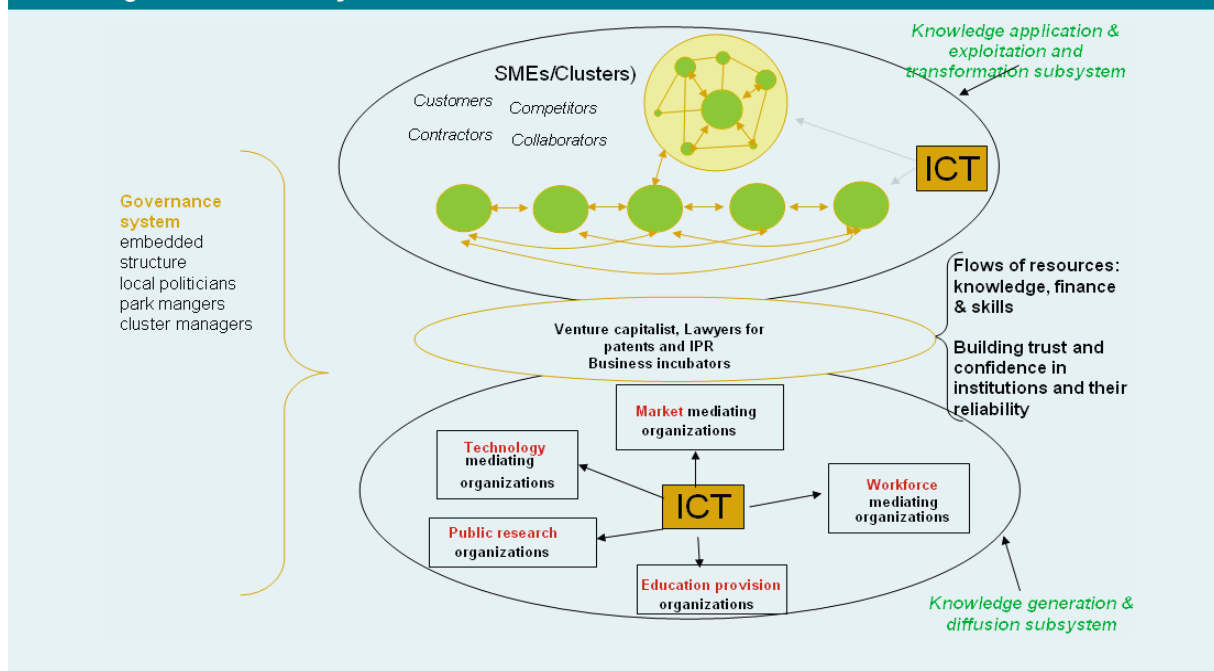 Knowledge application &
exploitation and
transformation subsystem
SMEs/Clusters)
Customers
Competitors
Contractors
Collaborators
ICT
Governance
system
embedded
structure
local politicians
park mangers
cluster managers
Flows of resources:
knowledge, finance
& skills
Building trust and
confidence in
institutions and their
reliability
Venture capitalist, Lawyers for
patents and IPR
Business incubators
Market mediating
organizations
Technology
mediating
organizations
Workforce
mediating
organizations
ICT
Public research
organizations
Education provision
organizations
Knowledge generation &
diffusion subsystem